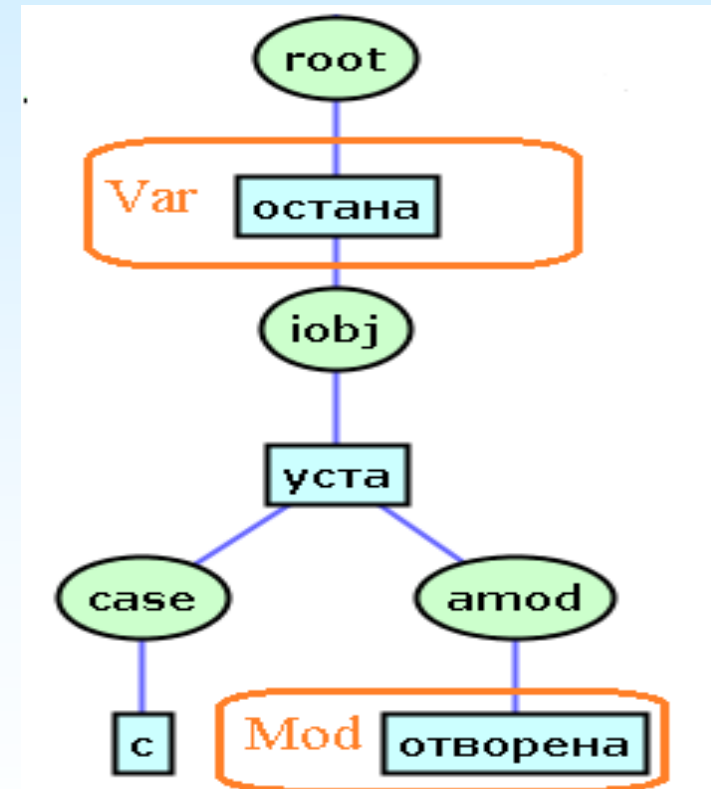 root
Var остана
iobj
уста
case amod
с Mod отворена